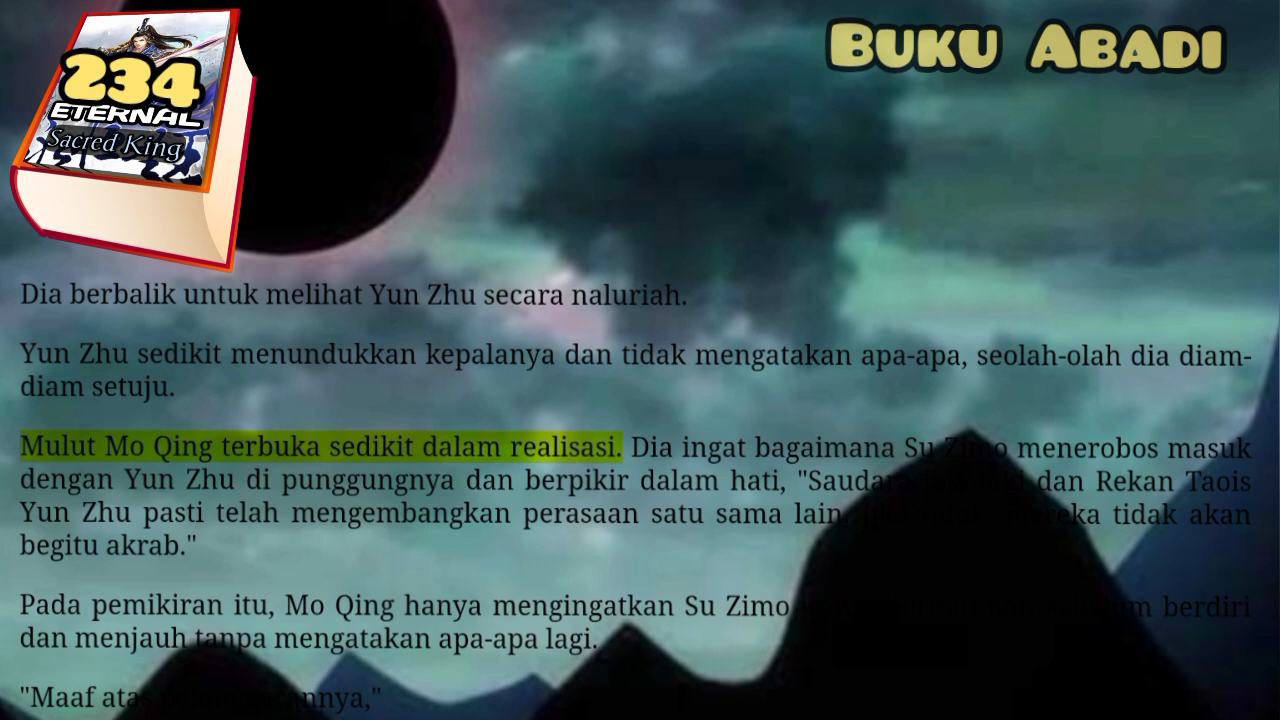 Buku Abadi
234
ETERNAL
Sacred King
Dia berbalik untuk melihat Yun Zhu secara naluriah.
Yun Zhu sedikit menundukkan kepalanya dan tidak mengatakan apa-apa, seolah-olah dia diam-
diam setuju.
Mulut Mo Qing terbuka sedikit dalam realisasi. Dia ingat bagaimana Su Zimo menerobos masuk
dengan Yun Zhu di punggungnya dan berpikir dalam hati, "Saudara dan Rekan Taois
Yun Zhu pasti telah mengembangkan perasaan satu sama lain. mereka tidak akan
begitu akrab."
Pada pemikiran itu, Mo Qing hanya mengingatkan Su Zimo berdiri
dan menjauh tanpa mengatakan apa-apa lagi.
"Maaf atas